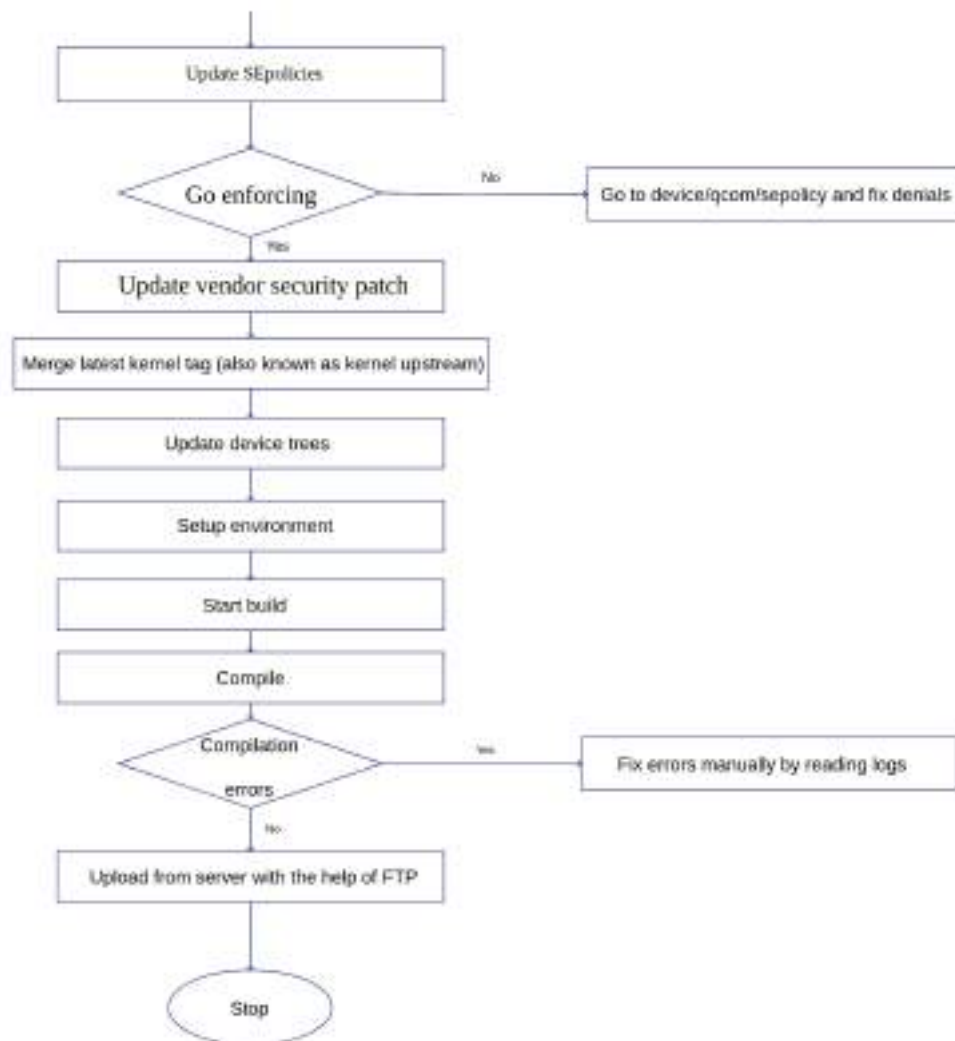 Update SEpolicies
Go enforcing
No
Go to device/qcom/sepolicy and fix denials
Yes
Update vendor security patch
Merge latest kernel tag (also known as kernel upstream)
Update device trees
Setup environment
Start build
Compile
Compilation
errors
Yes
Fix errors manually by reading logs
No
Upload from server with the help of FTP
Stop